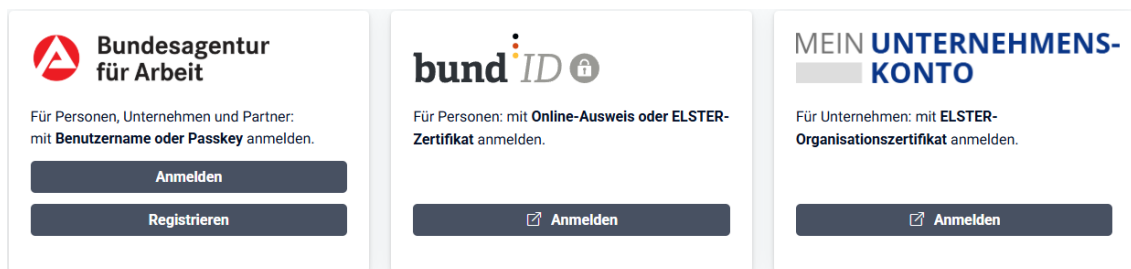 Bundesagentur
für Arbeit
Für Personen, Unternehmen und Partner:
mit Benutzername oder Passkey anmelden.
Anmelden
Registrieren
bund ID
Für Personen: mit Online-Ausweis oder ELSTER-
Zertifikat anmelden.
Anmelden
MEIN UNTERNEHMENS-
KONTO
Für Unternehmen: mit ELSTER-
Organisationszertifikat anmelden.
Anmelden